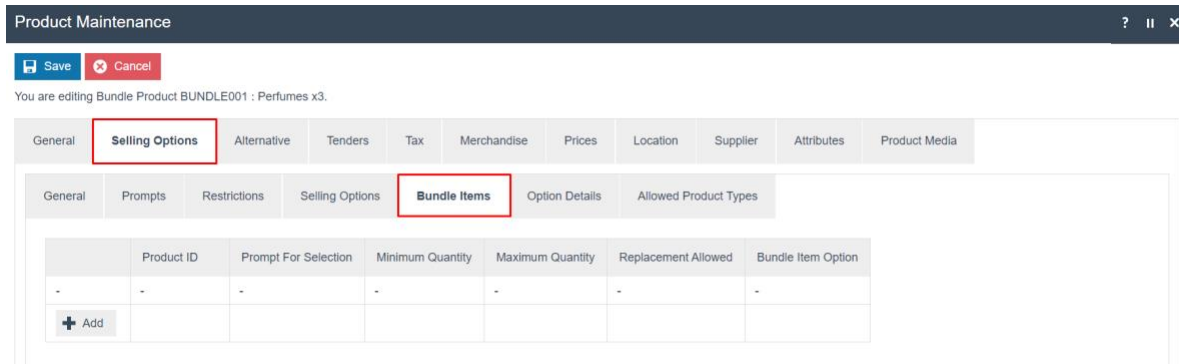 Product Maintenance ? II ×
Save Cancel
You are editing Bundle Product BUNDLE001 : Perfumes x3.
General Selling Options Alternative Tenders Tax Merchandise Prices Location Supplier Attributes Product Media
General Prompts Restrictions Selling Options Bundle Items Option Details Allowed Product Types
Product ID Prompt For Selection Minimum Quantity Maximum Quantity Replacement Allowed Bundle Item Option
- - - - - - -
+ Add